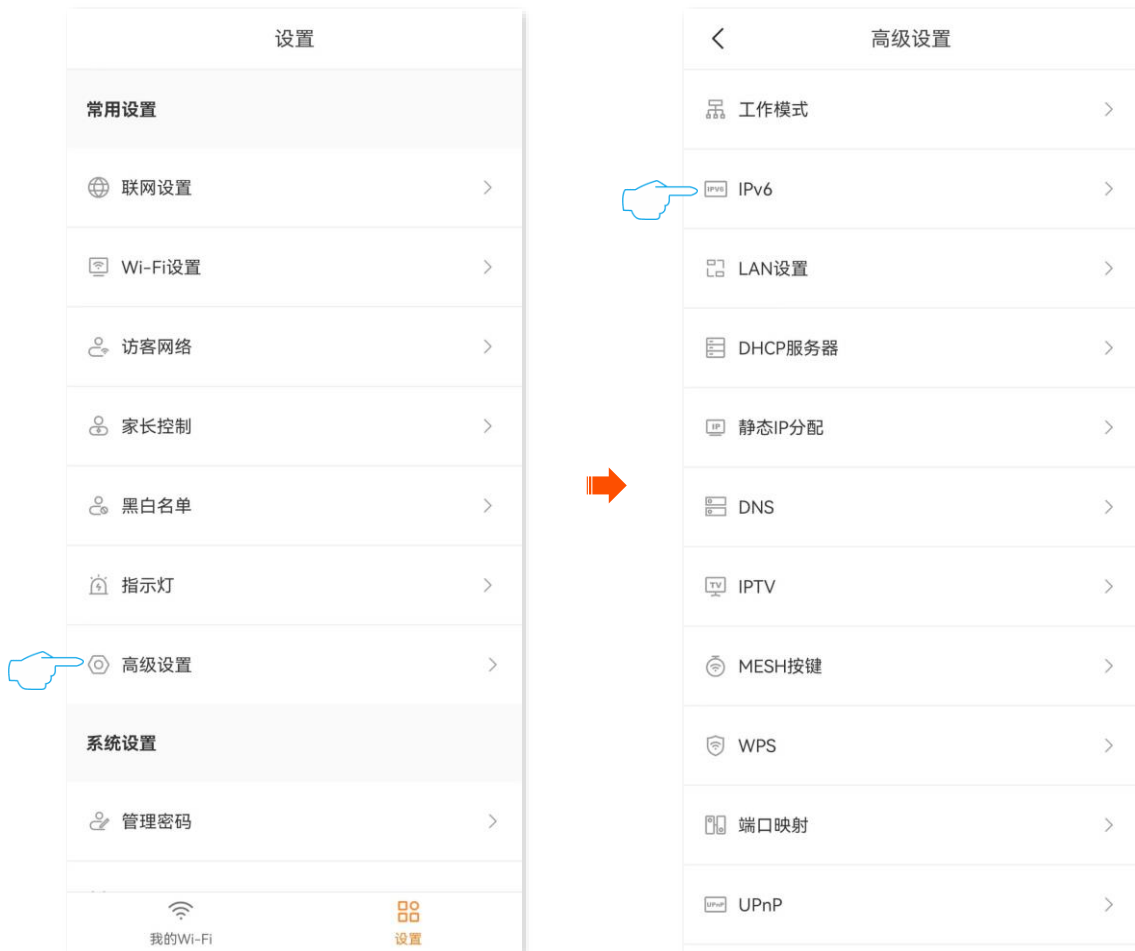 设置
常用设置
联网设置
Wi-Fi设置
访客网络
家长控制
黑白名单
指示灯
高级设置
系统设置
管理密码
我的Wi-Fi
设置
高级设置
工作模式
IPV6 IPv6
LAN设置
DHCP服务器
IP 静态IP分配
DNS
TV IPTV
MESH按键
WPS
端口映射
UPnP UPnP